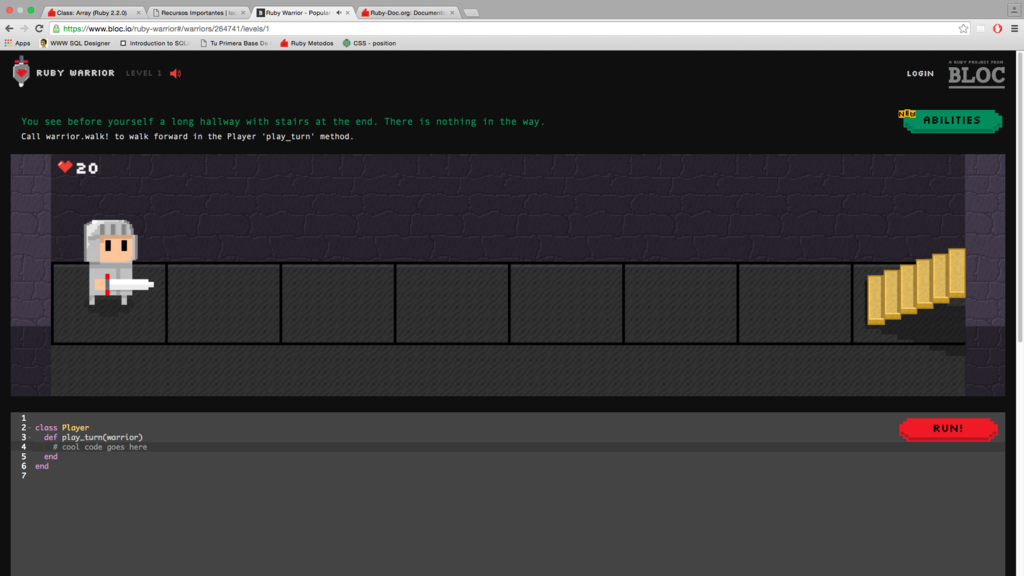 Class: Array (Ruby 2.2.0)
Recursos Importantes |
Ruby Warrior - Popular
Ruby-Doc.org: Document
https://www.bloc.io/ruby-warrior#/warriors/264741/levels/1
Apps
WWW SQL Designer
Introduction to SQL
Tu Primera Base De
Ruby Metodos
CSS - position
RUBY WARRIOR
LEVEL 1
LOGIN
A RUBY PROJECT FROM
BLOC
You see before yourself a long hallway with stairs at the end. There is nothing in the way.
Call warrior.walk! to walk forward in the Player 'play_turn' method.
NEW
ABILITIES
20
RUN!
1
2 class Player
3 def play_turn(warrior)
4 # cool code goes here
5 end
6 end
7